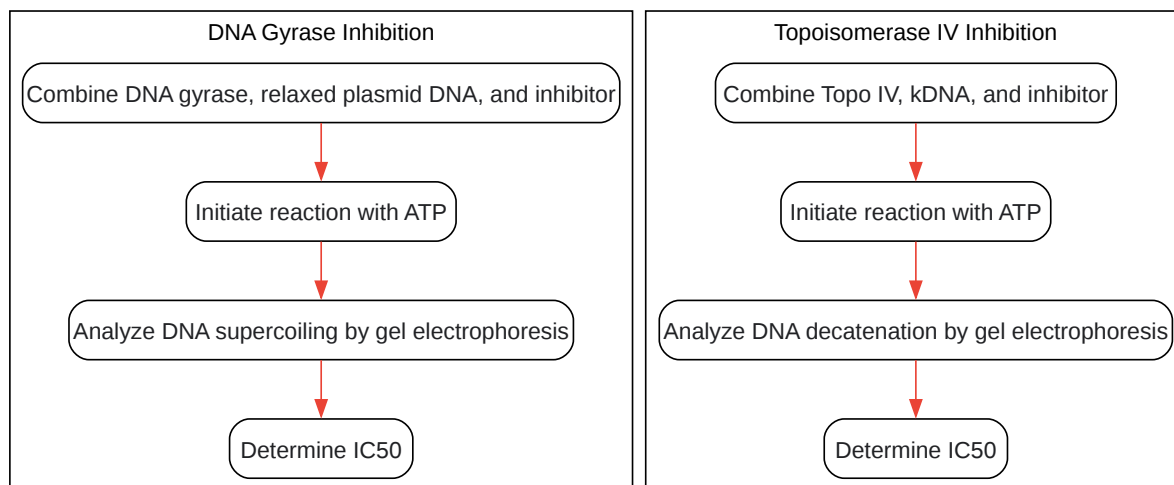 DNA Gyrase Inhibition
Combine DNA gyrase, relaxed plasmid DNA, and inhibitor
Initiate reaction with ATP
Analyze DNA supercoiling by gel electrophoresis
Determine IC50
Topoisomerase IV Inhibition
Combine Topo IV, kDNA, and inhibitor
Initiate reaction with ATP
Analyze DNA decatenation by gel electrophoresis
Determine IC50